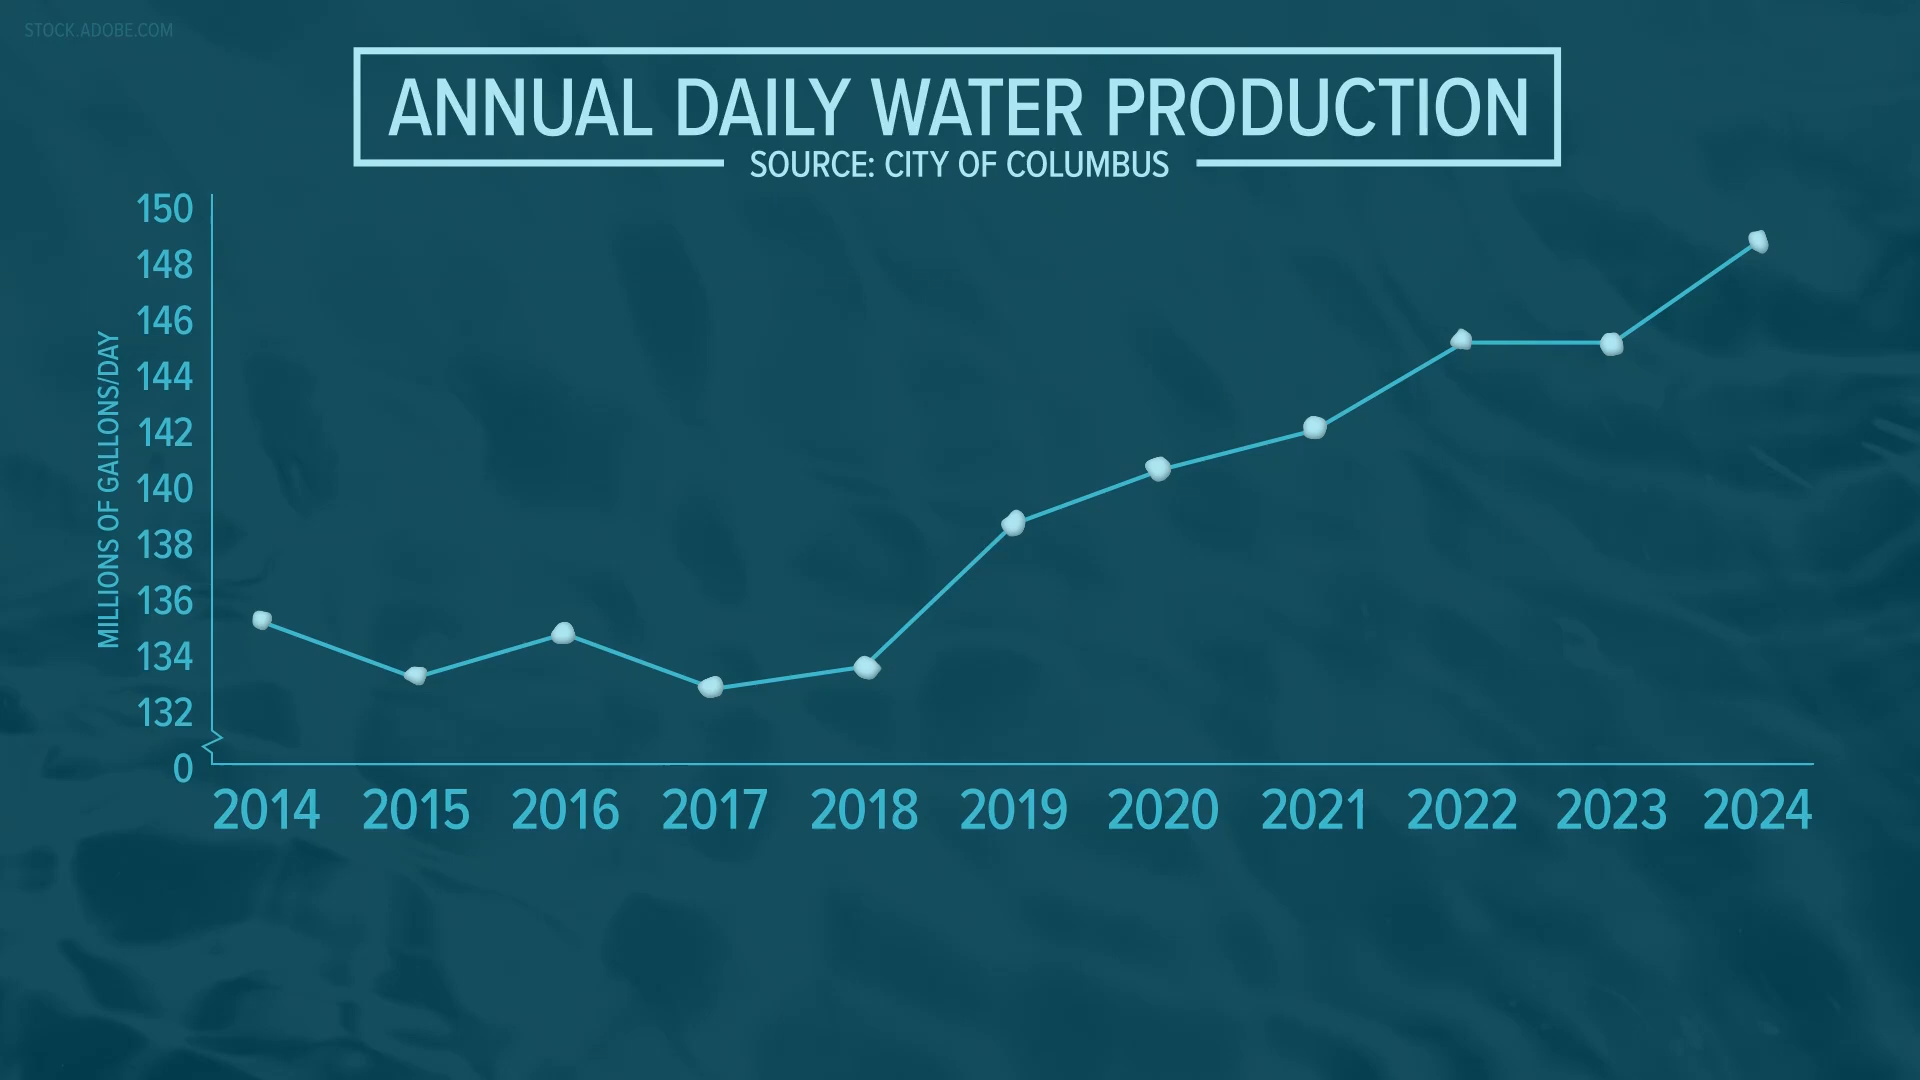 STOCK.ADOBE.COM
ANNUAL DAILY WATER PRODUCTION
SOURCE: CITY OF COLUMBUS
MILLIONS OF GALLONS/DAY
150
148
146
144
142
140
138
136
134
132
0
2014 2015 2016 2017 2018 2019 2020 2021 2022 2023 2024